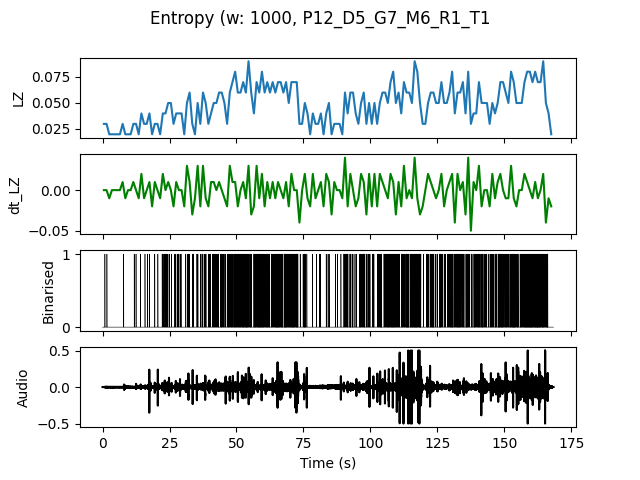 Entropy (w: 1000, P12_D5_G7_M6_R1_T1
0.075
0.050
0.025
LZ
0.00
−0.05
dt_LZ
1
0
Binarised
0.5
0.0
−0.5
Audio
0 25 50 75 100 125 150 175
Time (s)